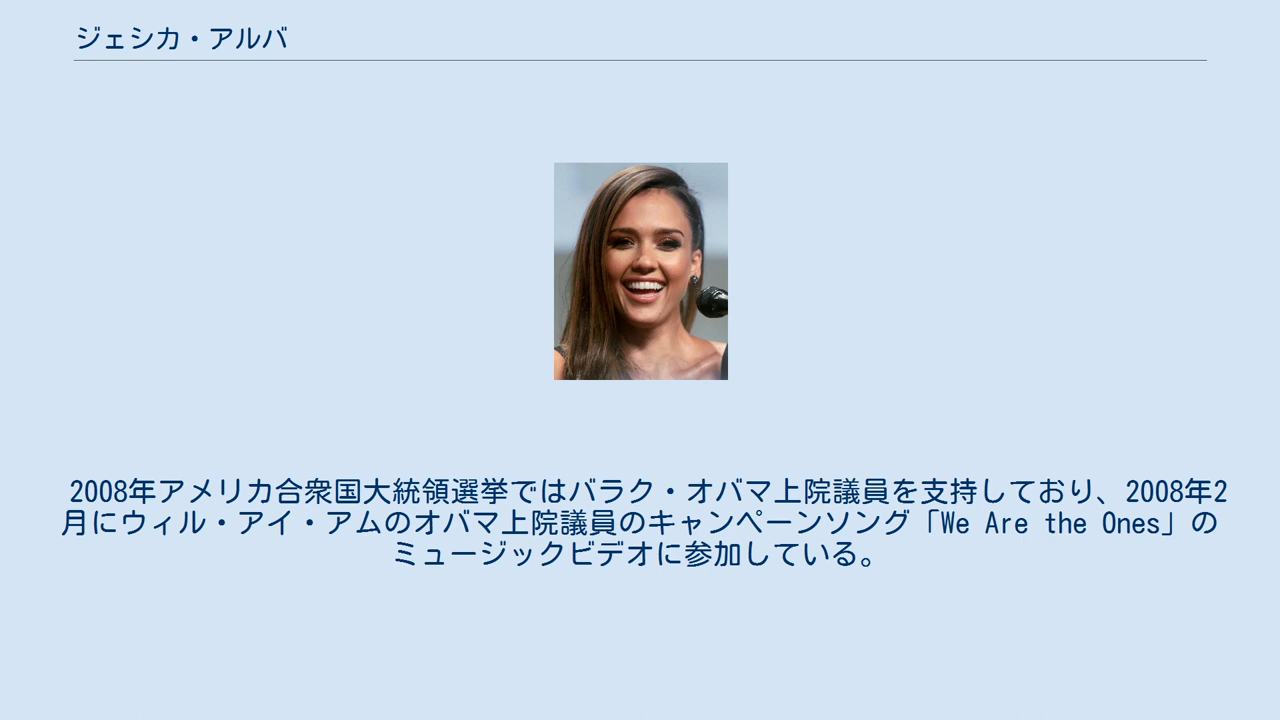 ジェシカ・アルバ
2008年アメリカ合衆国大統領選挙ではバラク・オバマ上院議員を支持しており、2008年2
月にウィル・アイ・アムのオバマ上院議員のキャンペーンソング「We Are the Ones」の
ミュージックビデオに参加している。